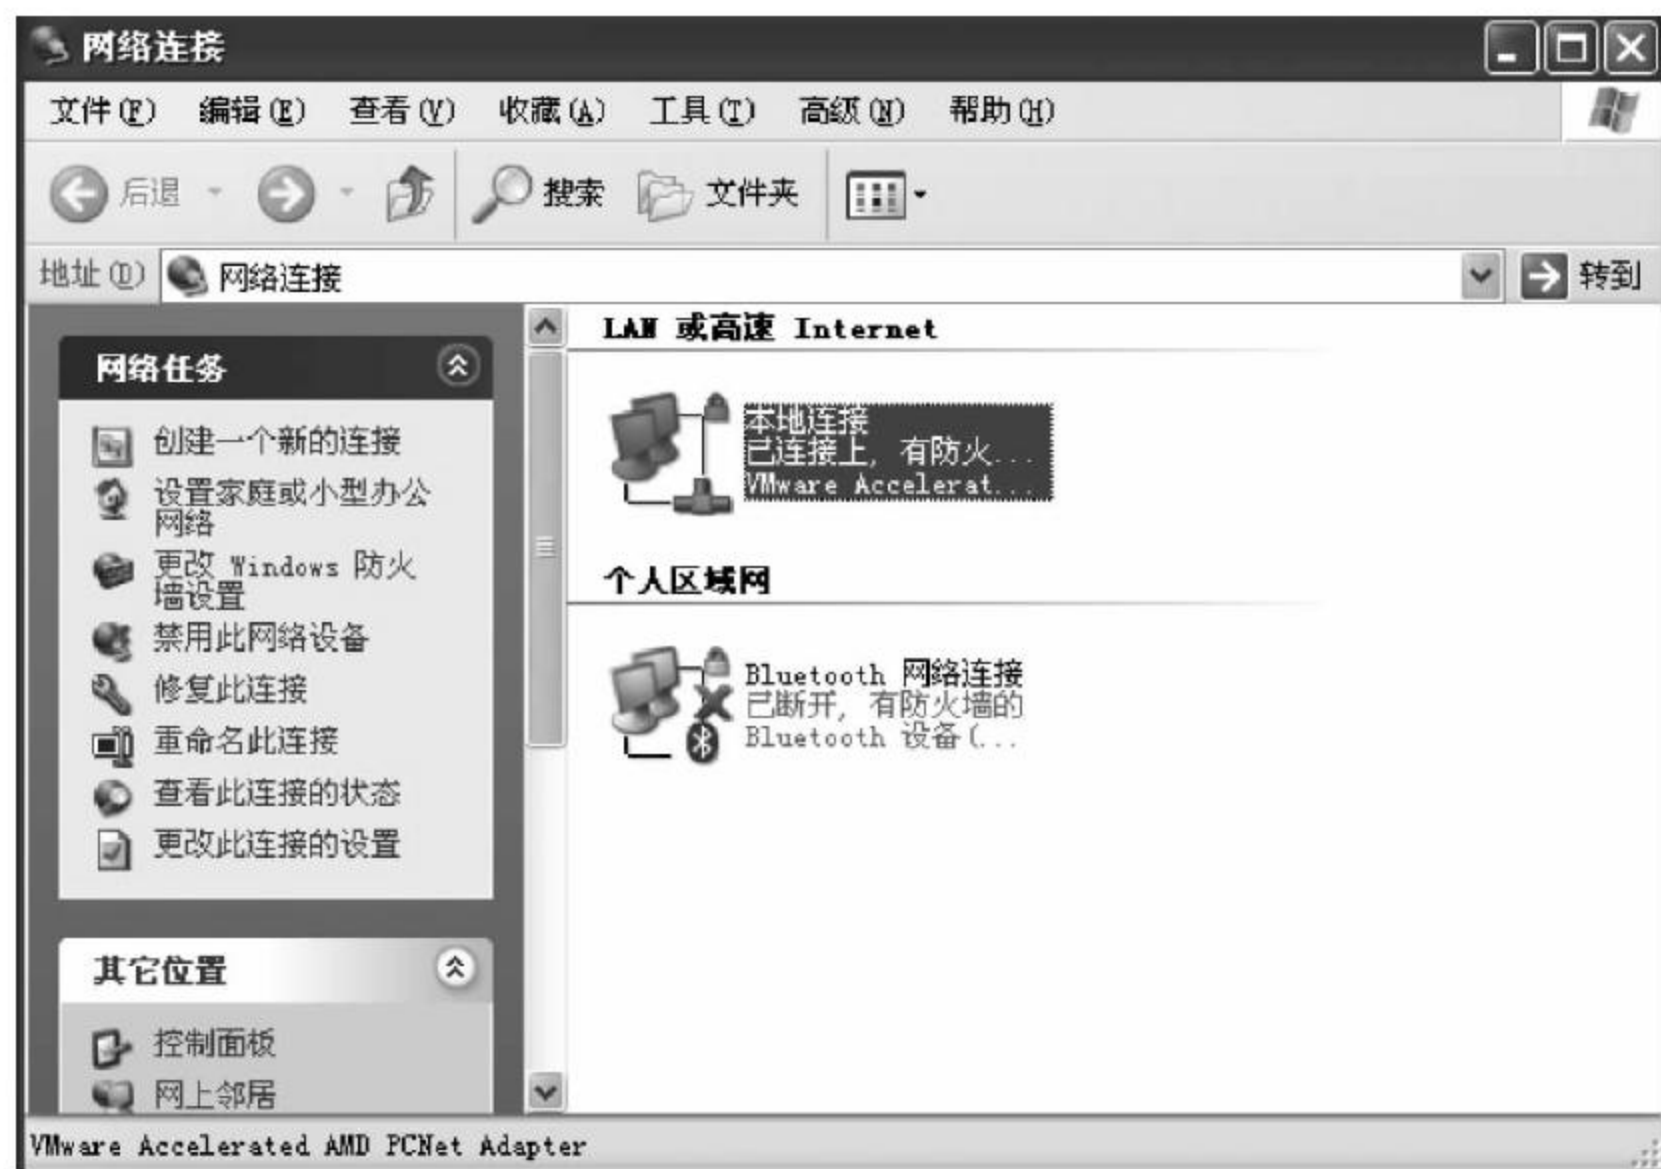 网络连接
文件(F) 编辑(E) 查看(V) 收藏(A) 工具(T) 高级(N) 帮助(H)
后退 搜索 文件夹
地址(D) 网络连接 转到
网络任务
创建一个新的连接
设置家庭或小型办公
网络
更改 Windows 防火
墙设置
禁用此网络设备
修复此连接
重命名此连接
查看此连接的状态
更改此连接的设置
其它位置
控制面板
网上邻居
LAN 或高速 Internet
本地连接
已连接上, 有防火...
VMware Accelerat...
个人区域网
Bluetooth 网络连接
已断开, 有防火墙的
Bluetooth 设备(...
VMware Accelerated AMD PCNet Adapter